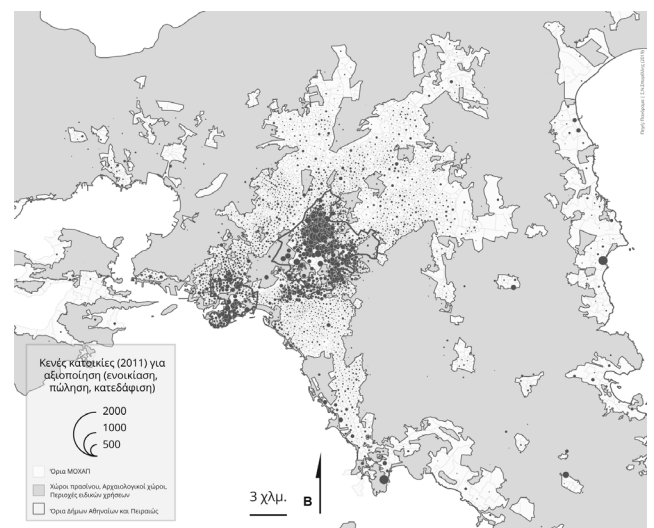 Κενές κατοικίες (2011) για
αξιοποίηση (ενοικίαση,
πώληση, κατεδάφιση)
2000
1000
500
Όρια ΜΟΧΑΠ
Χώροι πρασίνου, Αρχαιολογικοί χώροι,
Περιοχές ειδικών χρήσεων
Όρια Δήμων Αθηναίων και Πειραιώς
3 χλμ.
Β